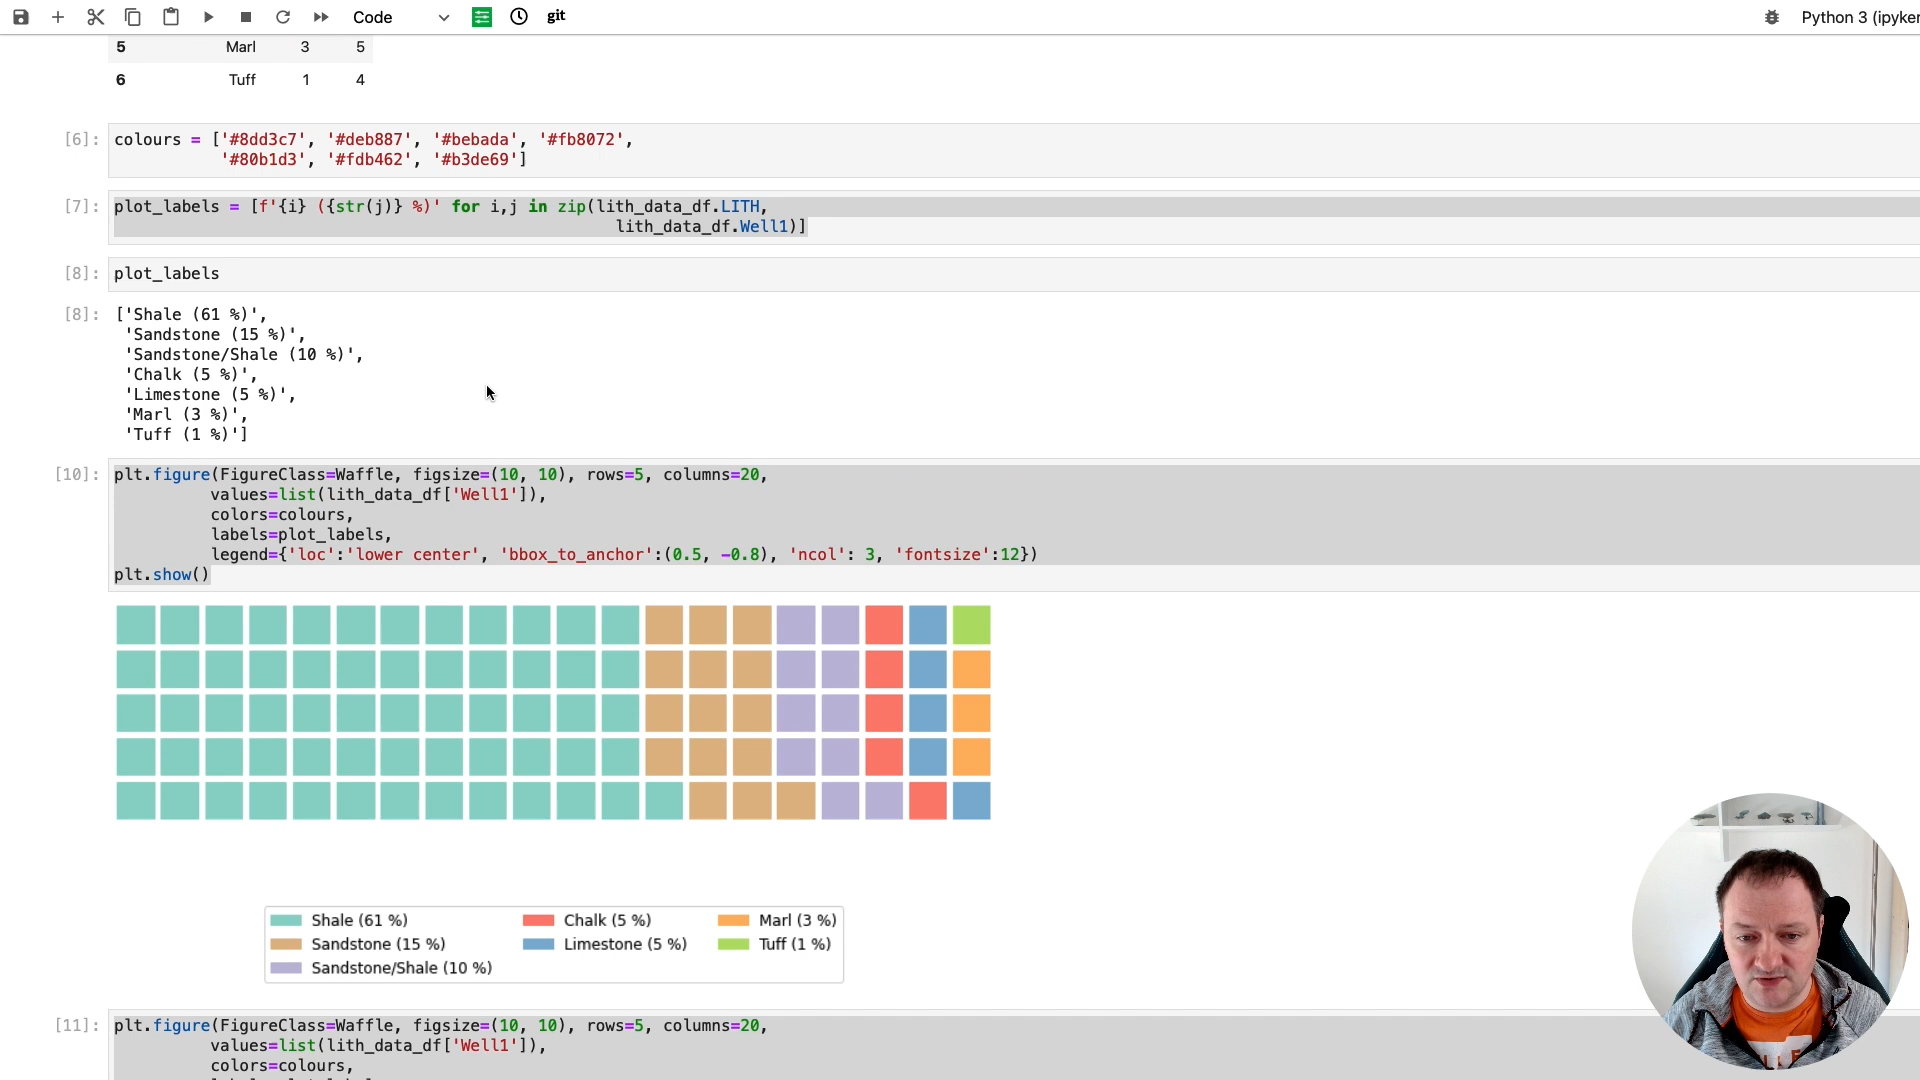 Code git Python 3 (ipyker
5 Marl 3 5
6 Tuff 1 4
[6]: colours = ['#8dd3c7', '#deb887', '#bebada', '#fb8072',
'#80b1d3', '#fdb462', '#b3de69']
[7]: plot_labels = [f'{i} ({str(j)} %)' for i,j in zip(lith_data_df.LITH,
lith_data_df.Well1)]
[8]: plot_labels
[8]: ['Shale (61 %)',
'Sandstone (15 %)',
'Sandstone/Shale (10 %)',
'Chalk (5 %)',
'Limestone (5 %)',
'Marl (3 %)',
'Tuff (1 %)']
[10]: plt.figure(FigureClass=Waffle, figsize=(10, 10), rows=5, columns=20,
values=list(lith_data_df['Well1']),
colors=colours,
labels=plot_labels,
legend={'loc':'lower center', 'bbox_to_anchor':(0.5, -0.8), 'ncol': 3, 'fontsize':12})
plt.show()
Shale (61 %) Chalk (5 %) Marl (3 %)
Sandstone (15 %) Limestone (5 %) Tuff (1 %)
Sandstone/Shale (10 %)
[11]: plt.figure(FigureClass=Waffle, figsize=(10, 10), rows=5, columns=20,
values=list(lith_data_df['Well1']),
colors=colours,